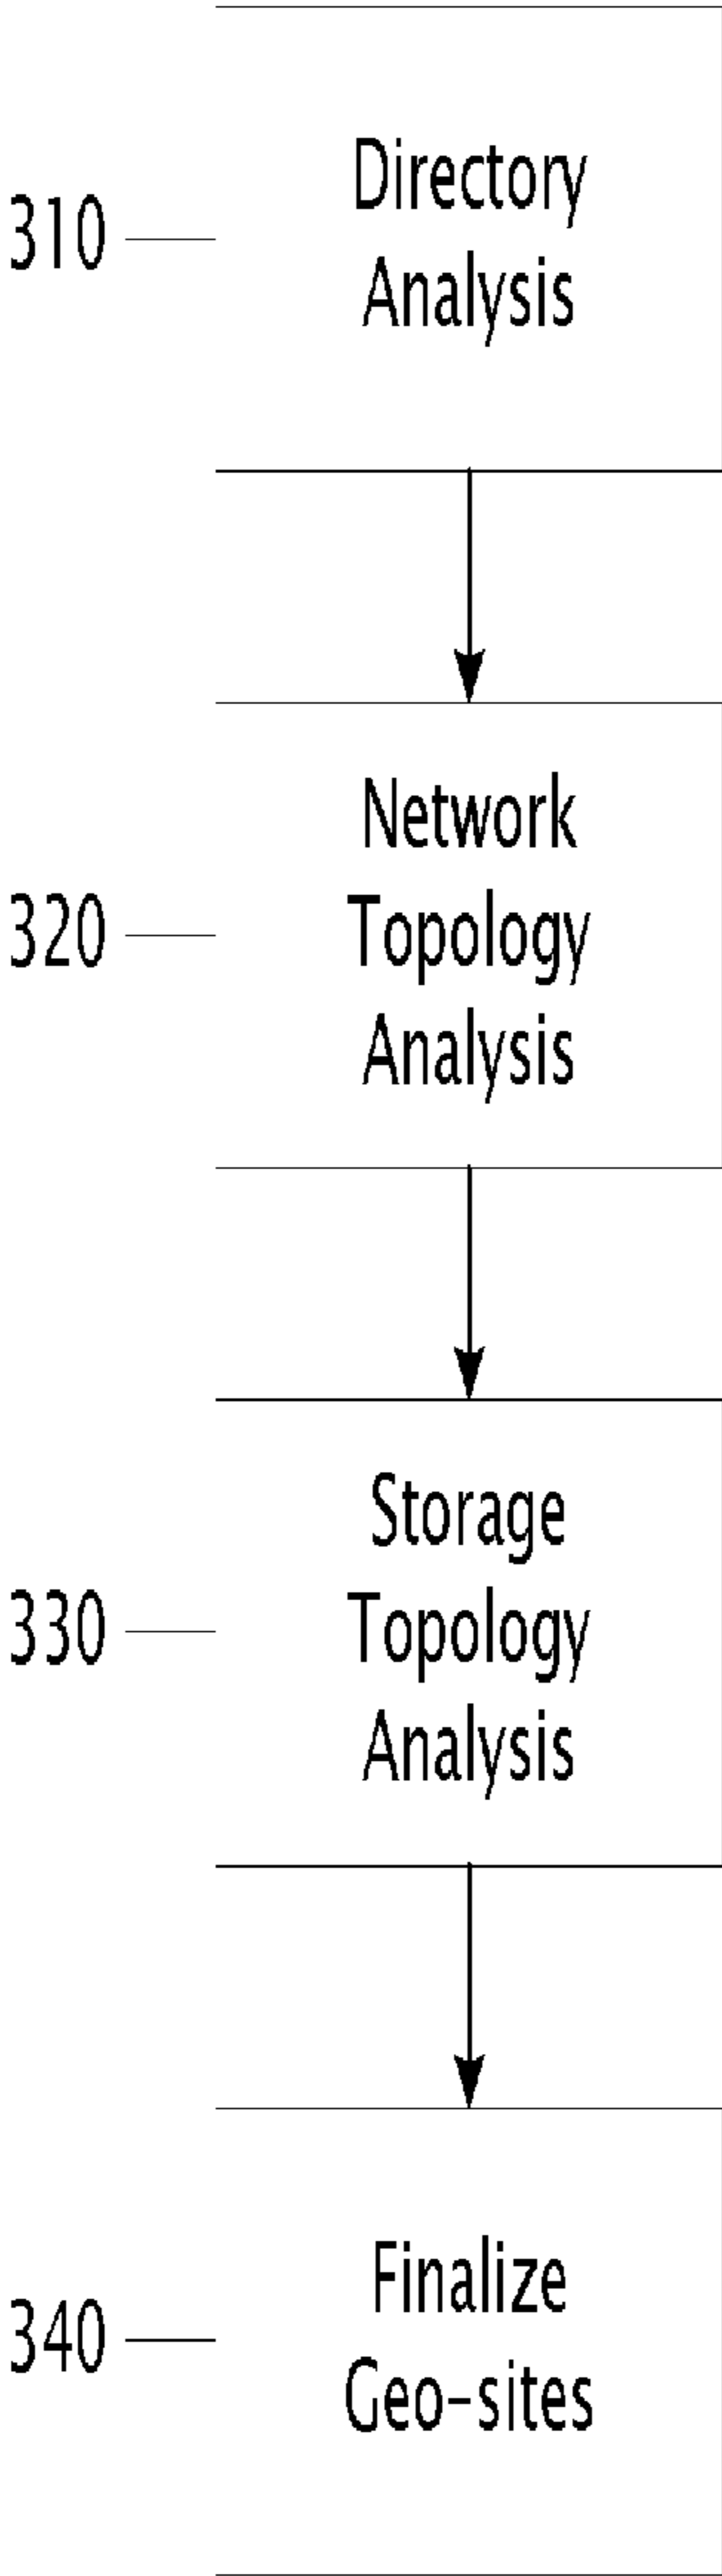 310
Directory
Analysis
320
Network
Topology
Analysis
330
Storage
Topology
Analysis
340
Finalize
Geo-sites